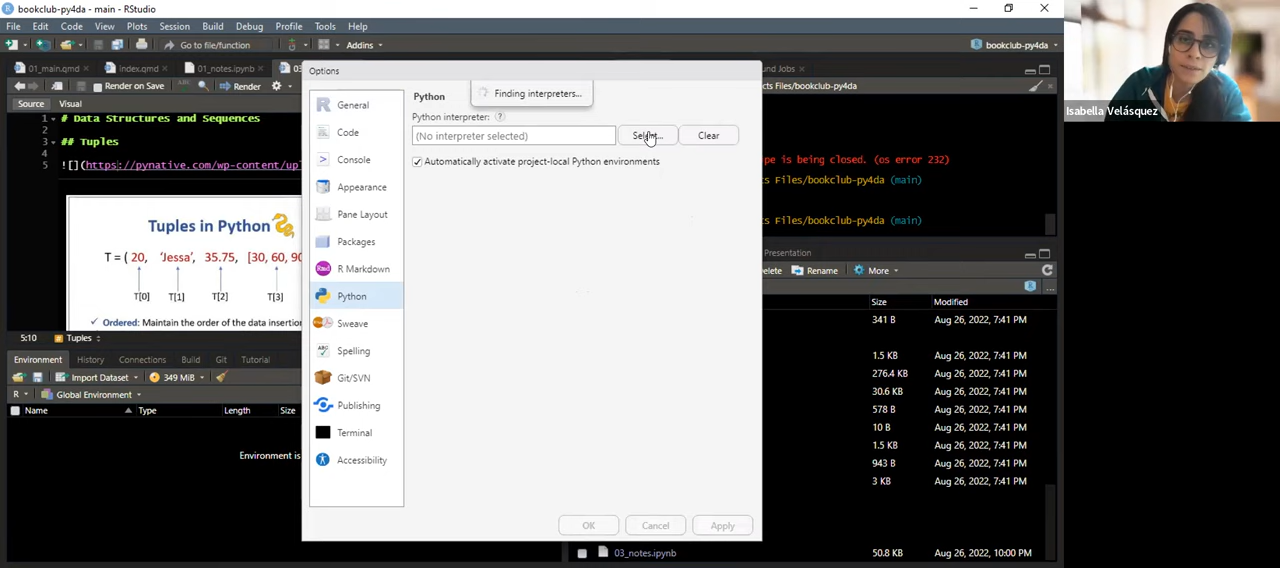 bookclub-py4da - main - RStudio
File Edit Code View Plots Session Build Debug Profile Tools Help
Go to file/function Addins bookclub-py4da
01_main.qmd index.qmd 01_notes.ipynb 03 Options und Jobs
Render on Save Render ts Files/bookclub-py4da
Source Visual
1 # Data Structures and Sequences
2
3 ## Tuples
4
5 ![](https:/pynative.com/wp-content/upl
Tuples in Python
T = ( 20, 'Jessa', 35.75, [30, 60, 90
T[0] T[1] T[2] T[3]
✓ Ordered: Maintain the order of the data insertion
5:10 # Tuples
Environment History Connections Build Git Tutorial
Import Dataset 349 MiB
R Global Environment
Name Type Length Size
Environment is
General
Code
Console
Appearance
Pane Layout
Packages
R Markdown
Python
Sweave
Spelling
Git/SVN
Publishing
Terminal
Accessibility
Python
Finding interpreters...
Python interpreter: ?
(No interpreter selected) Select... Clear
Automatically activate project-local Python environments
OK Cancel Apply
pe is being closed. (os error 232)
ts Files/bookclub-py4da (main)
ts Files/bookclub-py4da (main)
Presentation
elete Rename More
Size Modified
341 B Aug 26, 2022, 7:41 PM
1.5 KB Aug 26, 2022, 7:41 PM
276.4 KB Aug 26, 2022, 7:41 PM
30.6 KB Aug 26, 2022, 7:41 PM
578 B Aug 26, 2022, 7:41 PM
10 B Aug 26, 2022, 7:41 PM
1.5 KB Aug 26, 2022, 7:41 PM
943 B Aug 26, 2022, 7:41 PM
3 KB Aug 26, 2022, 7:41 PM
03_notes.ipynb 50.8 KB Aug 26, 2022, 10:00 PM
Isabella Velásquez